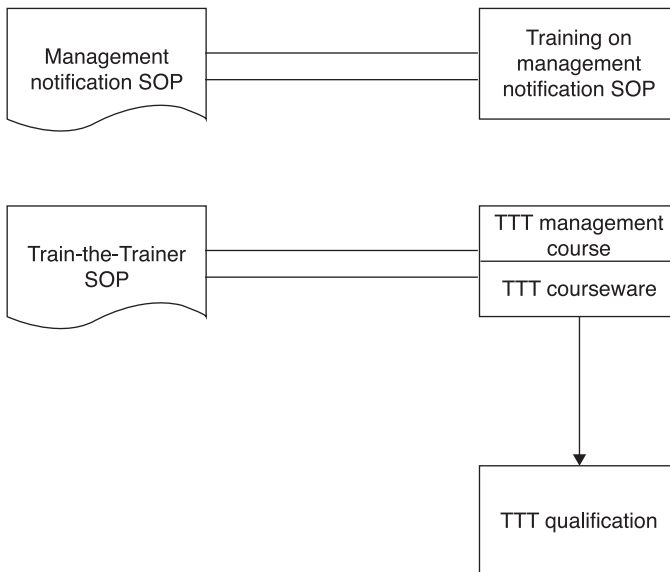 Management
notification SOP
Training on
management
notification SOP
Train-the-Trainer
SOP
TTT management
course
TTT courseware
TTT qualification